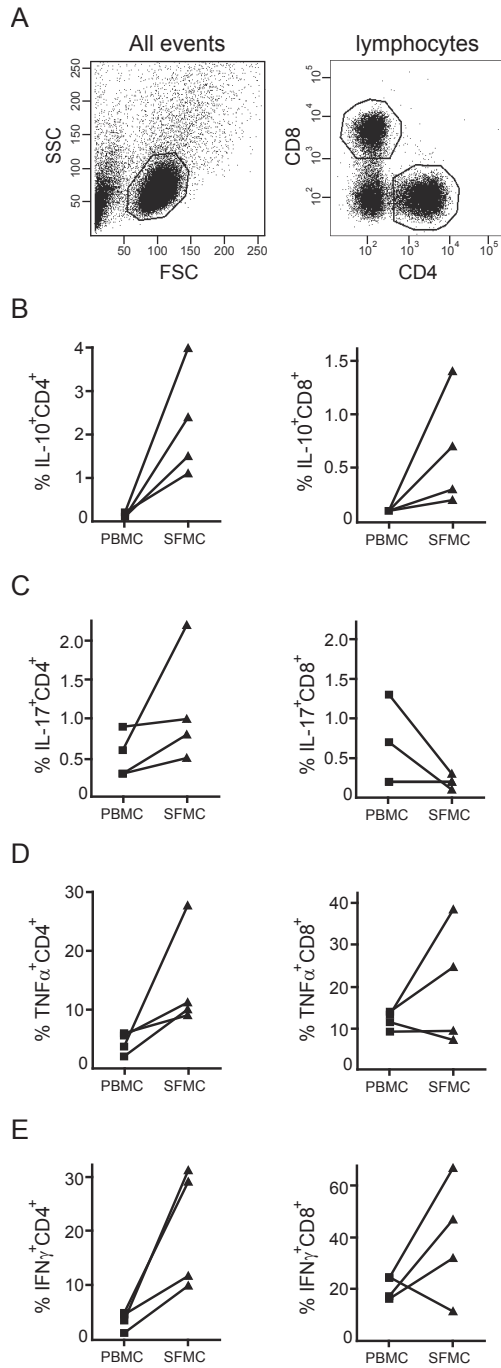 A
All events
lymphocytes
250
200
150
100
50
SSC
50 100 150 200 250
FSC
10^5
10^4
10^3
10^2
CD8
10^2 10^3 10^4 10^5
CD4
B
4
3
2
1
0
% IL-10+CD4+
PBMC SFMC
1.5
1.0
0.5
0
% IL-10+CD8+
PBMC SFMC
C
2.0
1.5
1.0
0.5
0
% IL-17+CD4+
PBMC SFMC
2.0
1.5
1.0
0.5
0
% IL-17+CD8+
PBMC SFMC
D
30
20
10
0
% TNFα+CD4+
PBMC SFMC
40
30
20
10
0
% TNFα+CD8+
PBMC SFMC
E
30
20
10
0
% IFNγ+CD4+
PBMC SFMC
60
40
20
0
% IFNγ+CD8+
PBMC SFMC